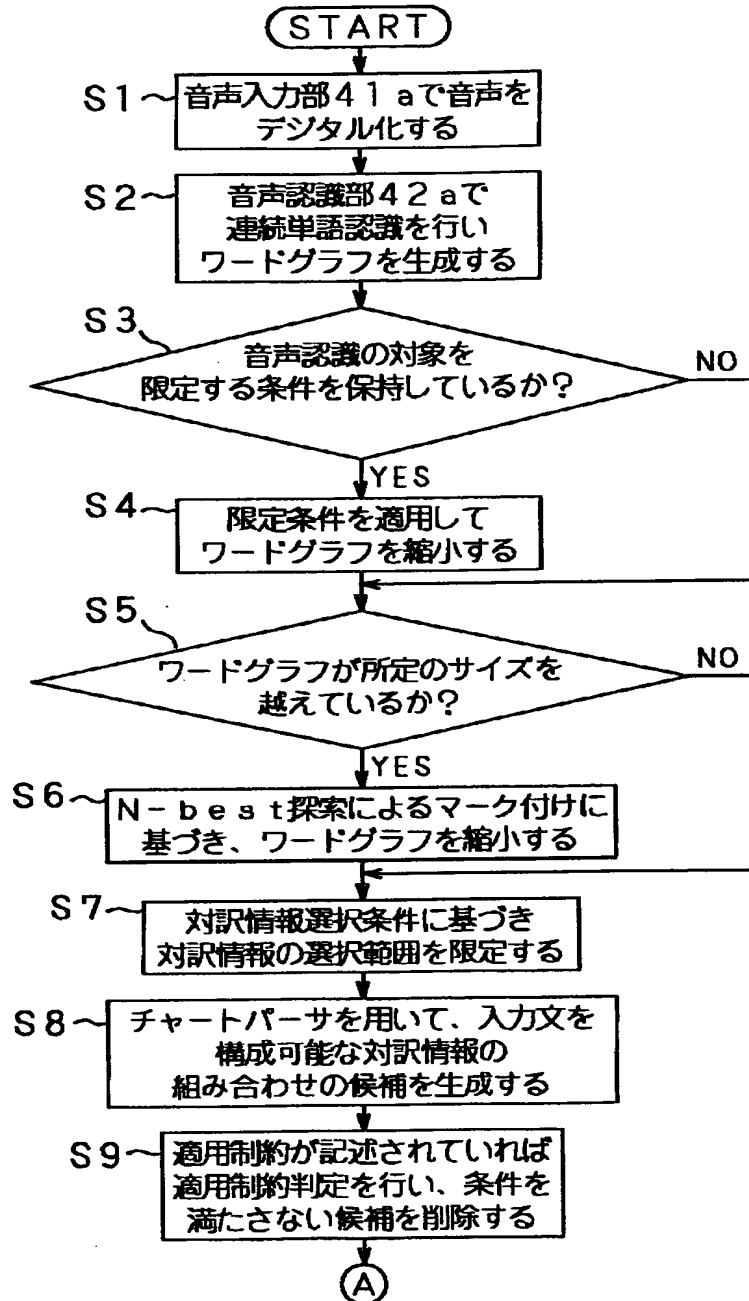 START
S1
音声入力部41aで音声を
デジタル化する
S2
音声認識部42aで
連続単語認識を行い
ワードグラフを生成する
S3
音声認識の対象を
限定する条件を保持しているか?
NO
YES
S4
限定条件を適用して
ワードグラフを縮小する
S5
ワードグラフが所定のサイズを
越えているか?
NO
YES
S6
N-best探索によるマーク付けに
基づき、ワードグラフを縮小する
S7
対訳情報選択条件に基づき
対訳情報の選択範囲を限定する
S8
チャートパーサを用いて、入力文を
構成可能な対訳情報の
組み合わせの候補を生成する
S9
適用制約が記述されていれば
適用制約判定を行い、条件を
満たさない候補を削除する
A